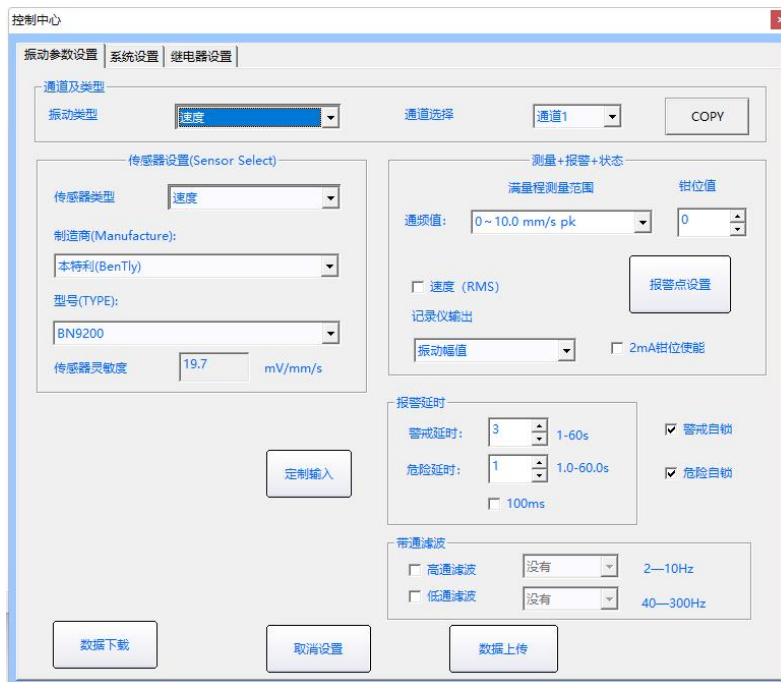 控制中心
振动参数设置 系统设置 继电器设置
通道及类型
振动类型 速度 通道选择 通道1 COPY
传感器设置(Sensor Select)
传感器类型 速度
制造商(Manufacture):
本特利(BenTly)
型号(TYPE):
BN9200
传感器灵敏度 19.7 mV/mm/s
定制输入
测量+报警+状态
满量程测量范围 钳位值
通频值: 0~10.0 mm/s pk 0
速度 (RMS) 报警点设置
记录仪输出
振动幅值 2mA钳位使能
报警延时
警戒延时: 3 1-60s 警戒自锁
危险延时: 1 1.0-60.0s 危险自锁
100ms
带通滤波
高通滤波 没有 2—10Hz
低通滤波 没有 40—300Hz
数据下载 取消设置 数据上传